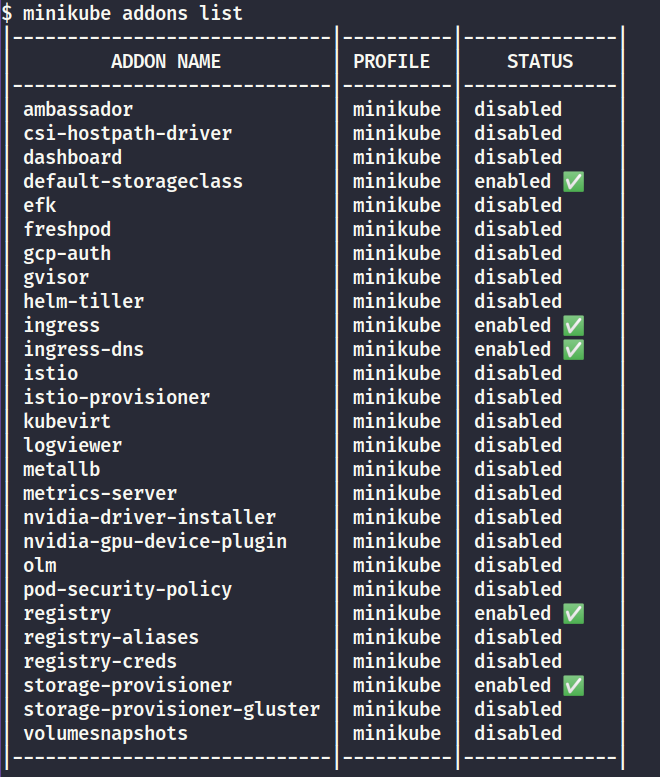 $ minikube addons list
|-----------------------------|----------|--------------|
|         ADDON NAME          | PROFILE  |    STATUS    |
|-----------------------------|----------|--------------|
| ambassador                  | minikube | disabled     |
| csi-hostpath-driver         | minikube | disabled     |
| dashboard                   | minikube | disabled     |
| default-storageclass        | minikube | enabled ✅   |
| efk                         | minikube | disabled     |
| freshpod                    | minikube | disabled     |
| gcp-auth                    | minikube | disabled     |
| gvisor                      | minikube | disabled     |
| helm-tiller                 | minikube | disabled     |
| ingress                     | minikube | enabled ✅   |
| ingress-dns                 | minikube | enabled ✅   |
| istio                       | minikube | disabled     |
| istio-provisioner           | minikube | disabled     |
| kubevirt                    | minikube | disabled     |
| logviewer                   | minikube | disabled     |
| metallb                     | minikube | disabled     |
| metrics-server              | minikube | disabled     |
| nvidia-driver-installer     | minikube | disabled     |
| nvidia-gpu-device-plugin    | minikube | disabled     |
| olm                         | minikube | disabled     |
| pod-security-policy         | minikube | disabled     |
| registry                    | minikube | enabled ✅   |
| registry-aliases            | minikube | disabled     |
| registry-creds              | minikube | disabled     |
| storage-provisioner         | minikube | enabled ✅   |
| storage-provisioner-gluster | minikube | disabled     |
| volumesnapshots             | minikube | disabled     |
|-----------------------------|----------|--------------|